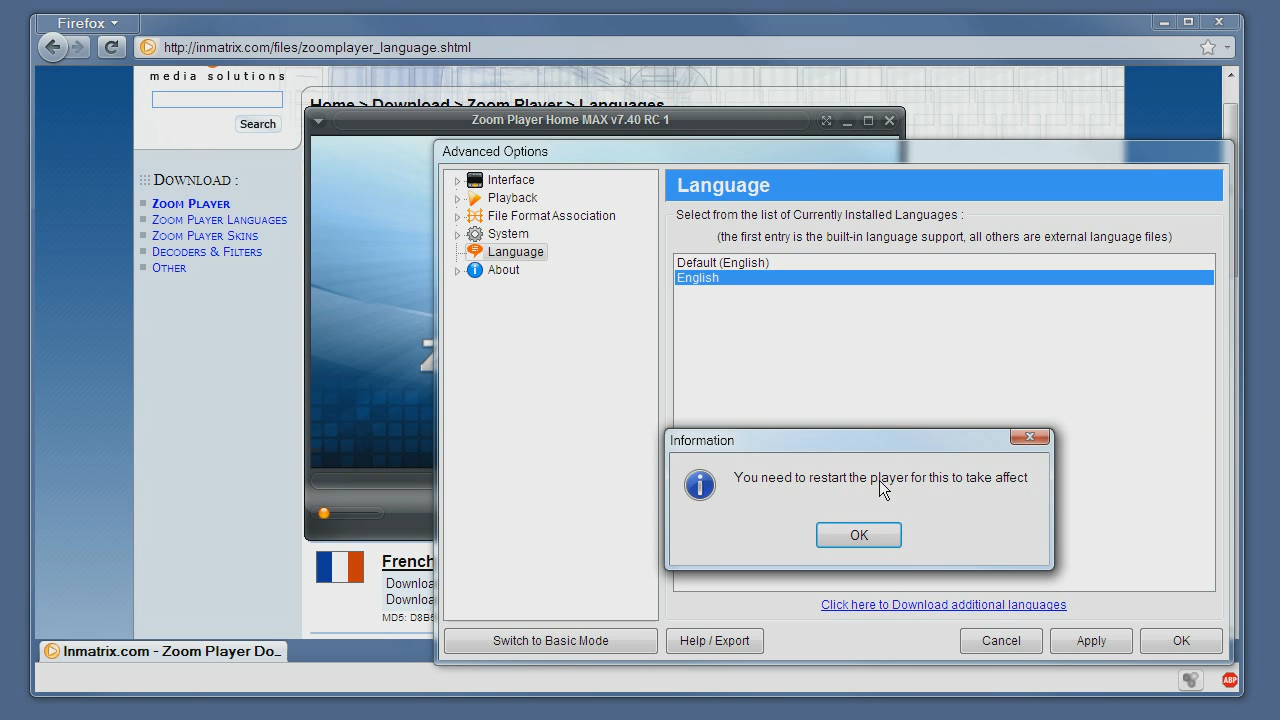 Firefox
http://inmatrix.com/files/zoomplayer_language.shtml
media solutions
Search
Home > Download > Zoom Player > Languages
Zoom Player Home MAX v7.40 RC 1
DOWNLOAD :
ZOOM PLAYER
ZOOM PLAYER LANGUAGES
ZOOM PLAYER SKINS
DECODERS & FILTERS
OTHER
Advanced Options
Interface
Playback
File Format Association
System
Language
About
Language
Select from the list of Currently Installed Languages :
(the first entry is the built-in language support, all others are external language files)
Default (English)
English
Information
You need to restart the player for this to take affect
OK
French
Downloa
Downloa
MD5: D8B
Click here to Download additional languages
Switch to Basic Mode
Help / Export
Cancel
Apply
OK
Inmatrix.com - Zoom Player Do...
ABP